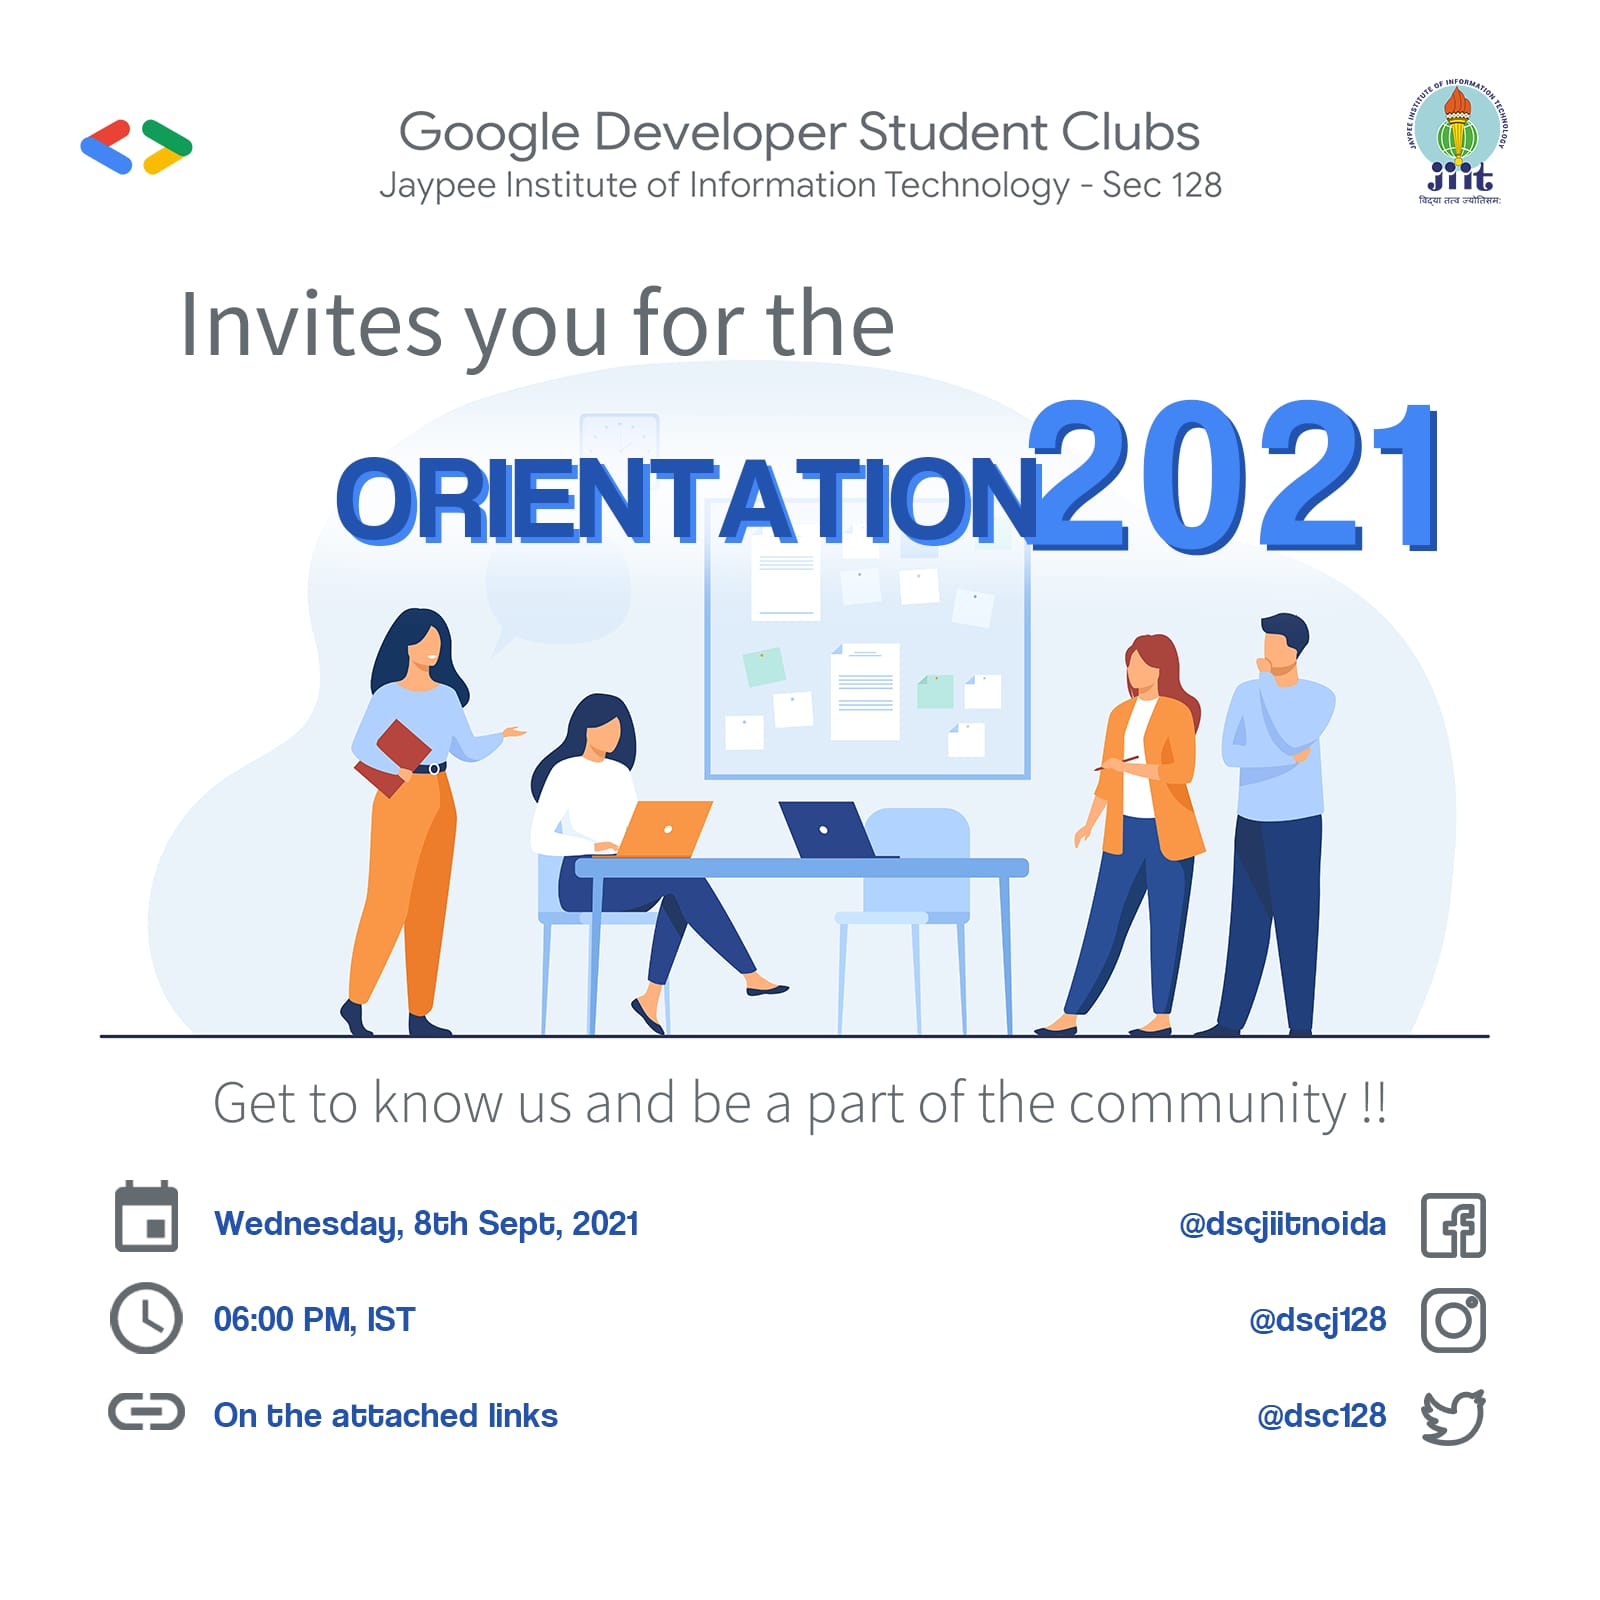 Google Developer Student Clubs
Jaypee Institute of Information Technology - Sec 128
JAYPEE INSTITUTE OF INFORMATION TECHNOLOGY
jiit
विद्या तत्व ज्योतिसम:
Invites you for the
ORIENTATION 2021
Get to know us and be a part of the community !!
Wednesday, 8th Sept, 2021
@dscjiitnoida
06:00 PM, IST
@dscj128
On the attached links
@dsc128